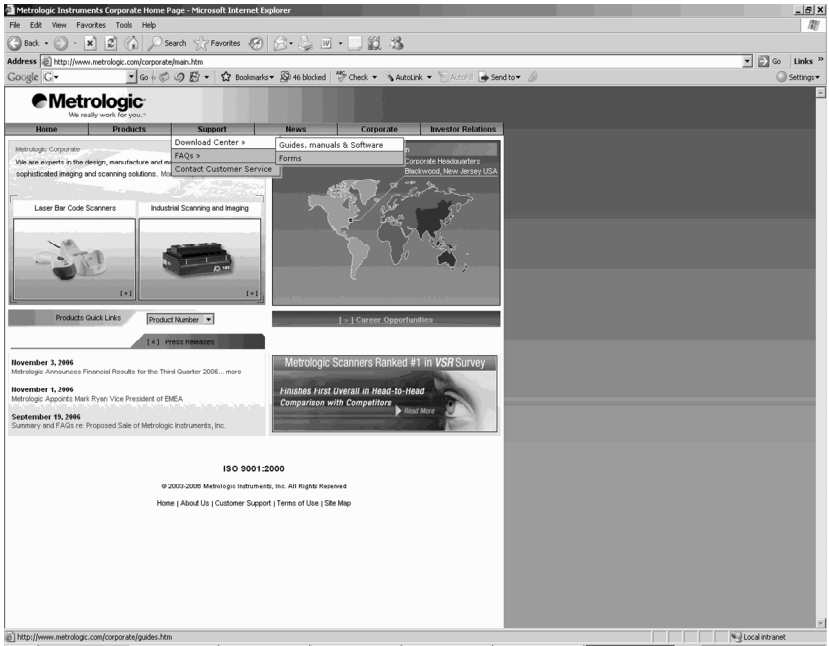 Metrologic Instruments Corporate Home Page - Microsoft Internet Explorer
File Edit View Favorites Tools Help
Back Search Favorites
Address http://www.metrologic.com/corporate/main.htm Go Links »
Google G Go Bookmarks 46 blocked Check AutoLink AutoFill Send to Settings
Metrologic
We really work for you.™
Home Products Support News Corporate Investor Relations
Download Center » Guides, manuals & Software
FAQs » Forms
Contact Customer Service
Metrologic Corporate
We are experts in the design, manufacture and
sophisticated imaging and scanning solutions.
Corporate Headquarters
Blackwood, New Jersey USA
Laser Bar Code Scanners Industrial Scanning and Imaging
[»] [»]
Products Quick Links Product Number
[ » ] Career Opportunities
[ « ] Press Releases
November 3, 2006
Metrologic Announces Financial Results for the Third Quarter 2006... more
November 1, 2006
Metrologic Appoints Mark Ryan Vice President of EMEA
September 19, 2006
Summary and FAQs re: Proposed Sale of Metrologic Instruments, Inc.
Metrologic Scanners Ranked #1 in VSR Survey
Finishes First Overall in Head-to-Head
Comparison with Competitors
Read More
ISO 9001:2000
© 2003-2006 Metrologic Instruments, Inc. All Rights Reserved
Home | About Us | Customer Support | Terms of Use | Site Map
http://www.metrologic.com/corporate/guides.htm Local intranet